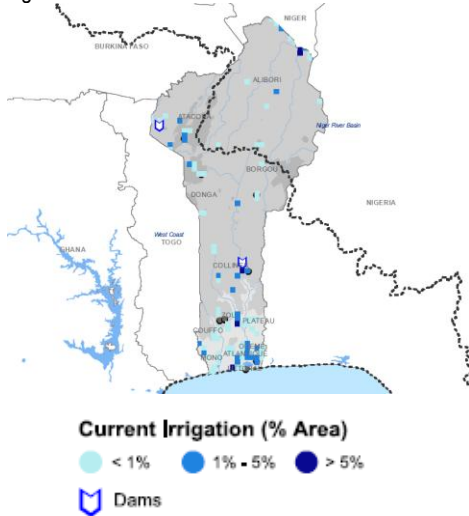 NIGER
BURKINA FASO
ALIBORI
ATACORA
Niger River Basin
BORGOU
DONGA
NIGERIA
West Coast
TOGO
GHANA
COLLINES
ZOU
PLATEAU
COUFFO
MONO
Current Irrigation (% Area)
< 1% 1% - 5% > 5%
Dams